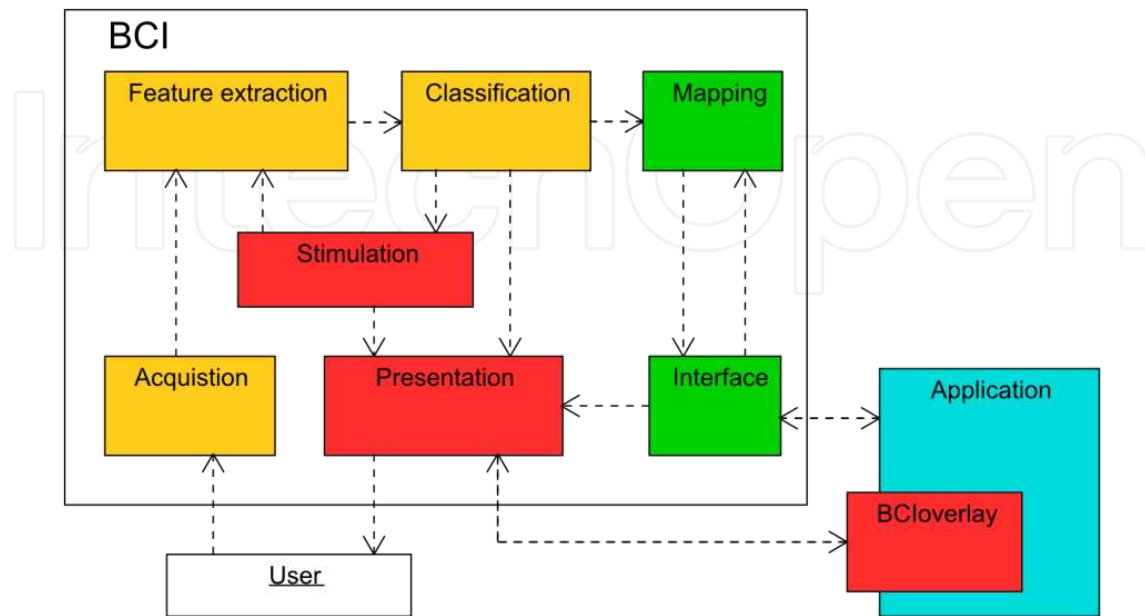 BCI
Feature extraction
Classification
Mapping
IntechOpen
Stimulation
Acquistion
Presentation
Interface
Application
BCIoverlay
User